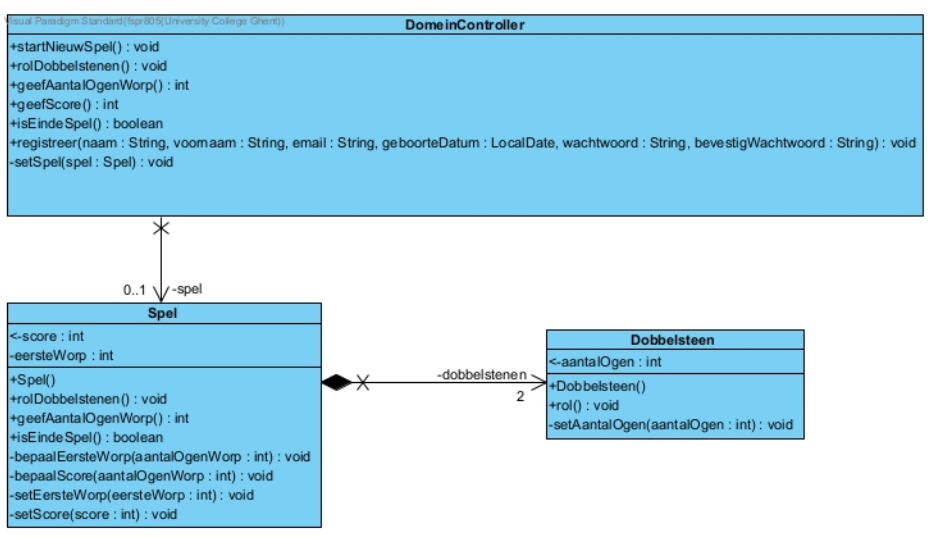 Visual Paradigm Standard(fspr805(University College Ghent))
DomeinController
+startNieuwSpel() : void
+rolDobbelstenen() : void
+geefAantalOgenWorp() : int
+geefScore() : int
+isEindeSpel() : boolean
+registreer(naam : String, voornaam : String, email : String, geboorteDatum : LocalDate, wachtwoord : String, bevestigWachtwoord : String) : void
-setSpel(spel : Spel) : void
0..1
-spel
Spel
<-score : int
-eersteWorp : int
+Spel()
+rolDobbelstenen() : void
+geefAantalOgenWorp() : int
+isEindeSpel() : boolean
-bepaalEersteWorp(aantalOgenWorp : int) : void
-bepaalScore(aantalOgenWorp : int) : void
-setEersteWorp(eersteWorp : int) : void
-setScore(score : int) : void
-dobbelstenen
2
Dobbelsteen
<-aantalOgen : int
+Dobbelsteen()
+rol() : void
-setAantalOgen(aantalOgen : int) : void